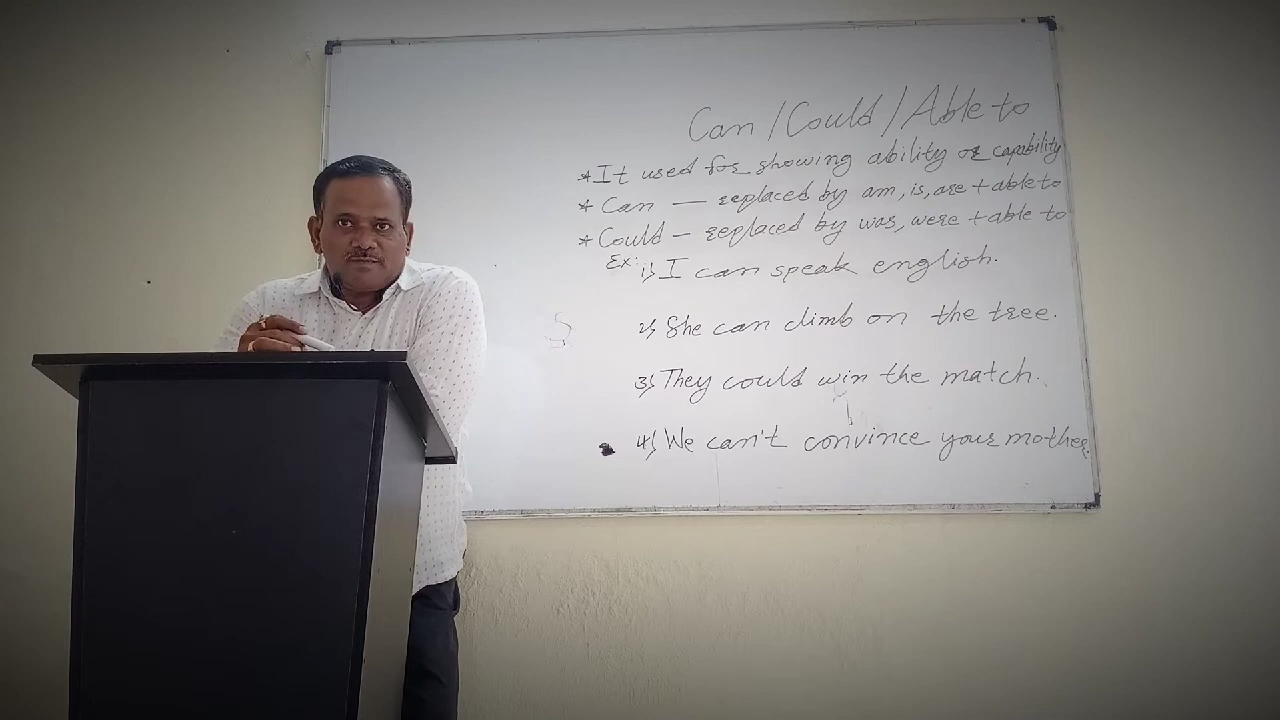 Can / Could / Able to
* It used for showing ability or capability
* Can — replaced by am, is, are + able to
* Could — replaced by was, were + able to
Ex: 1) I can speak english.
2) She can climb on the tree.
3) They could win the match.
4) We can't convince your mother.